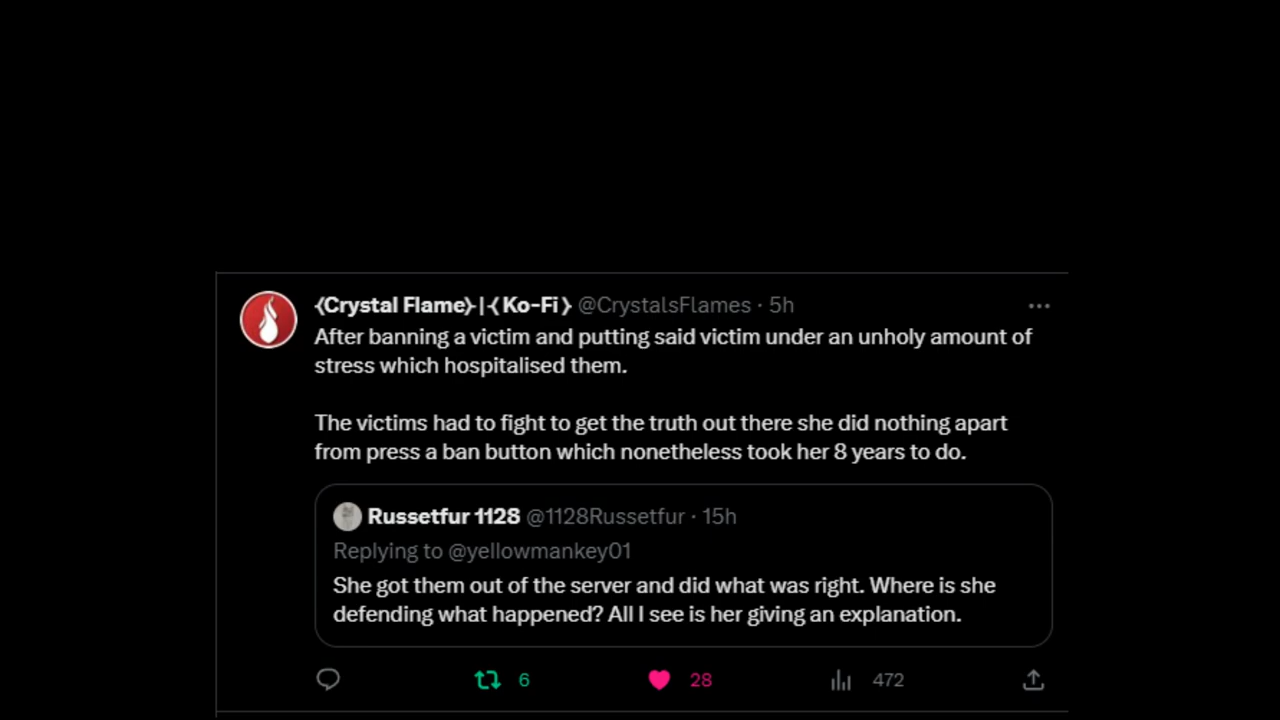 ⦃Crystal Flame⦄|⦃Ko-Fi⦄ @CrystalsFlames · 5h
After banning a victim and putting said victim under an unholy amount of
stress which hospitalised them.
The victims had to fight to get the truth out there she did nothing apart
from press a ban button which nonetheless took her 8 years to do.
Russetfur 1128 @1128Russetfur · 15h
Replying to @yellowmankey01
She got them out of the server and did what was right. Where is she
defending what happened? All I see is her giving an explanation.
6 28 472